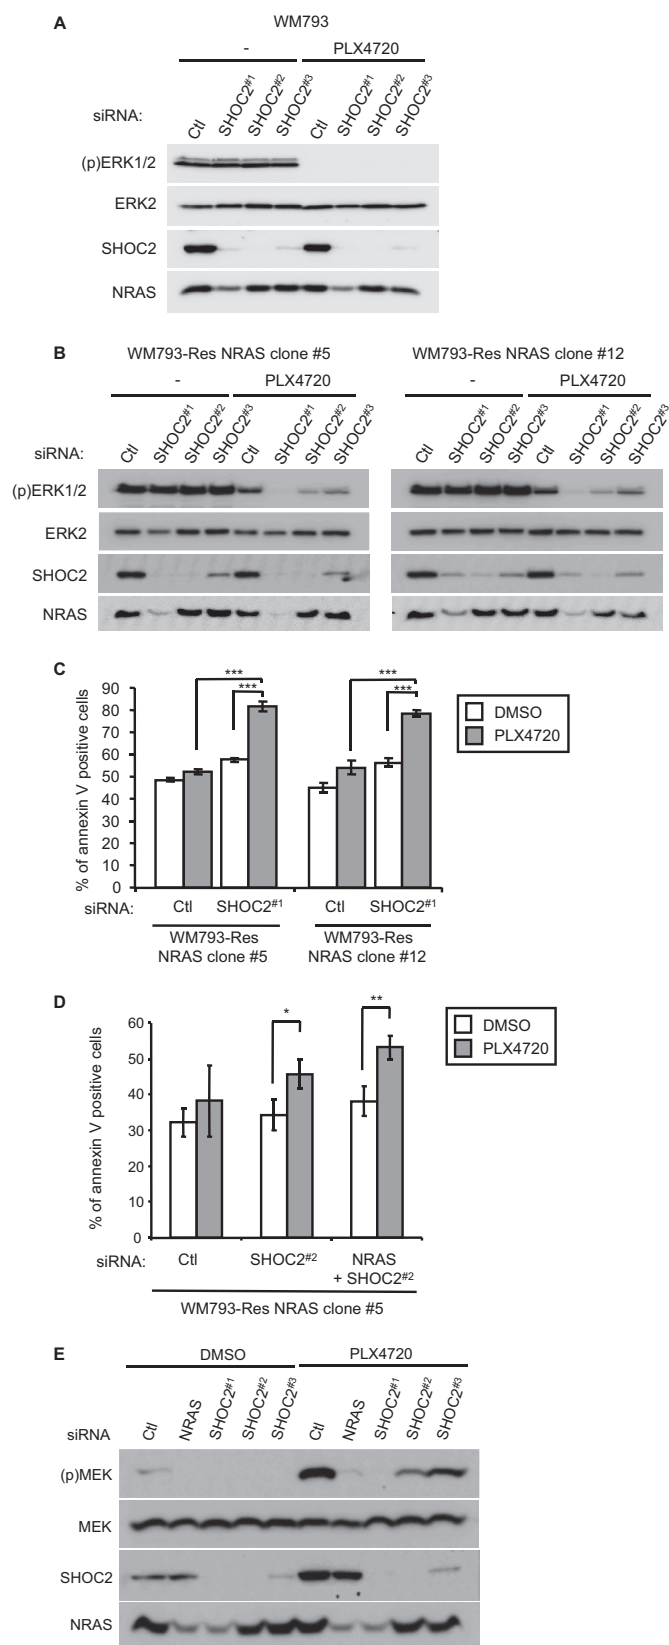 A
WM793
- PLX4720
siRNA: Ctl SHOC2#1 SHOC2#2 SHOC2#3 Ctl SHOC2#1 SHOC2#2 SHOC2#3
(p)ERK1/2
ERK2
SHOC2
NRAS
B
WM793-Res NRAS clone #5 WM793-Res NRAS clone #12
- PLX4720 - PLX4720
siRNA: Ctl SHOC2#1 SHOC2#2 SHOC2#3 Ctl SHOC2#1 SHOC2#2 SHOC2#3 Ctl SHOC2#1 SHOC2#2 SHOC2#3 Ctl SHOC2#1 SHOC2#2 SHOC2#3
(p)ERK1/2
ERK2
SHOC2
NRAS
C
% of annexin V positive cells
90
80
70
60
50
40
30
20
10
0
*** *** *** ***
DMSO
PLX4720
siRNA: Ctl SHOC2#1 Ctl SHOC2#1
WM793-Res WM793-Res
NRAS clone #5 NRAS clone #12
D
% of annexin V positive cells
60
50
40
30
20
10
0
* **
DMSO
PLX4720
siRNA: Ctl SHOC2#2 NRAS
+ SHOC2#2
WM793-Res NRAS clone #5
E
DMSO PLX4720
siRNA Ctl NRAS SHOC2#1 SHOC2#2 SHOC2#3 Ctl NRAS SHOC2#1 SHOC2#2 SHOC2#3
(p)MEK
MEK
SHOC2
NRAS